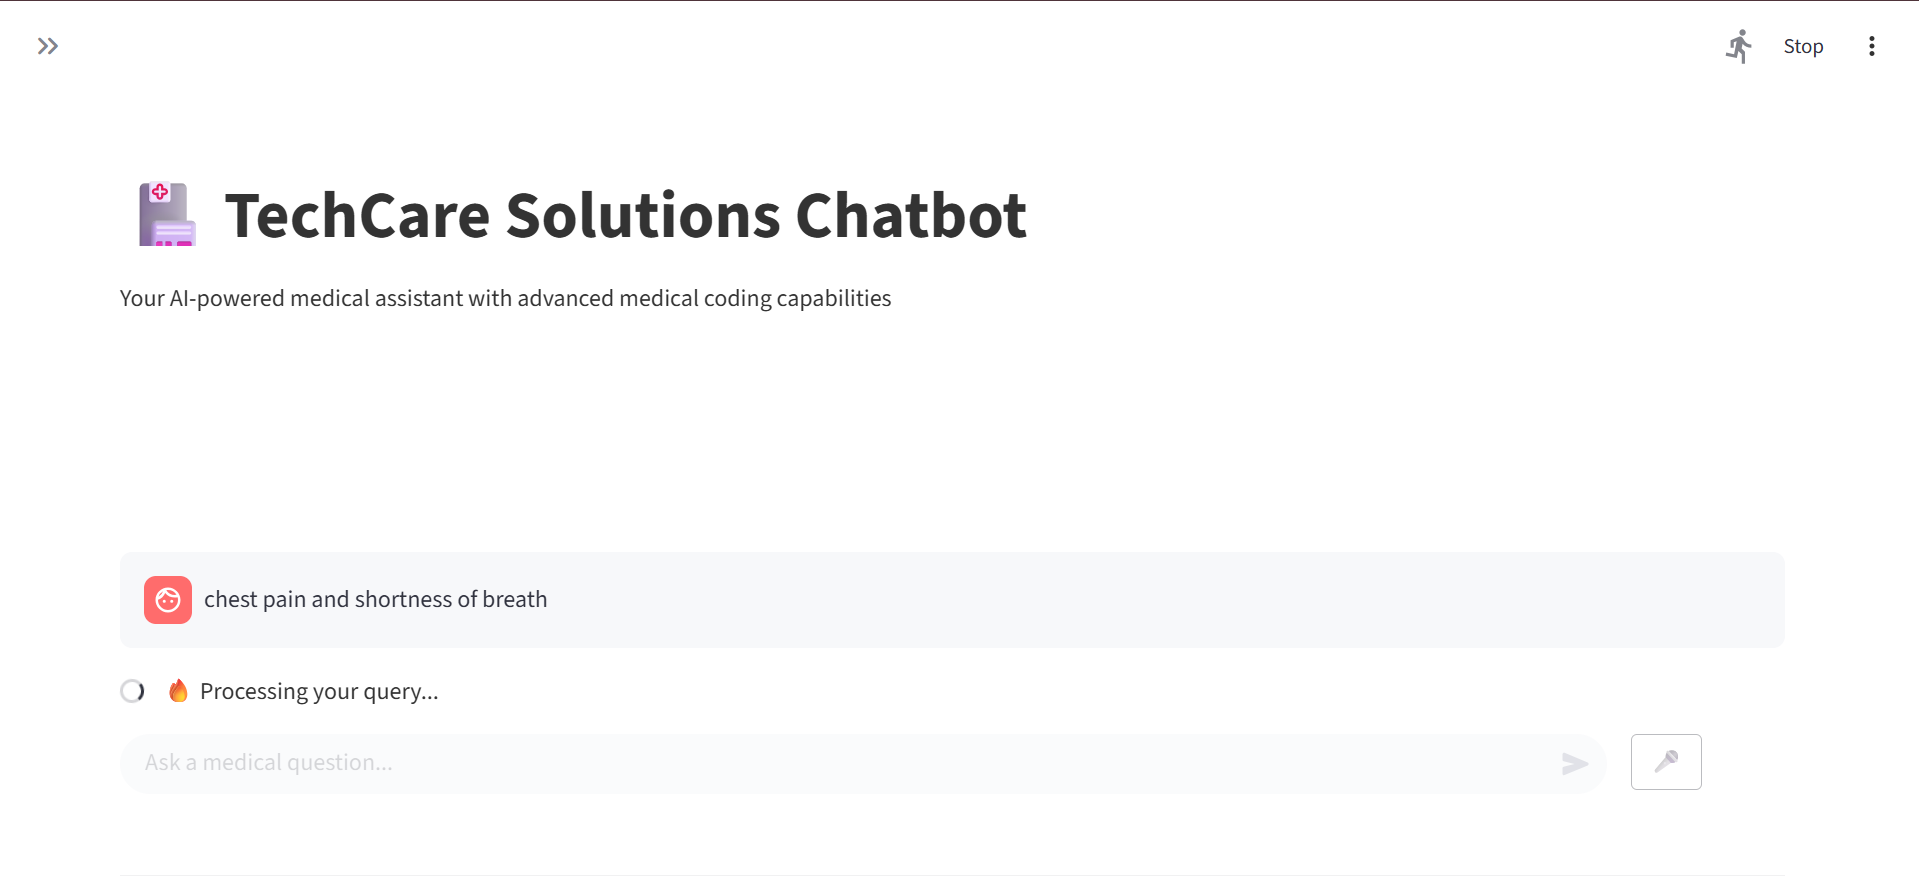 Stop
TechCare Solutions Chatbot
Your AI-powered medical assistant with advanced medical coding capabilities
chest pain and shortness of breath
Processing your query...
Ask a medical question...